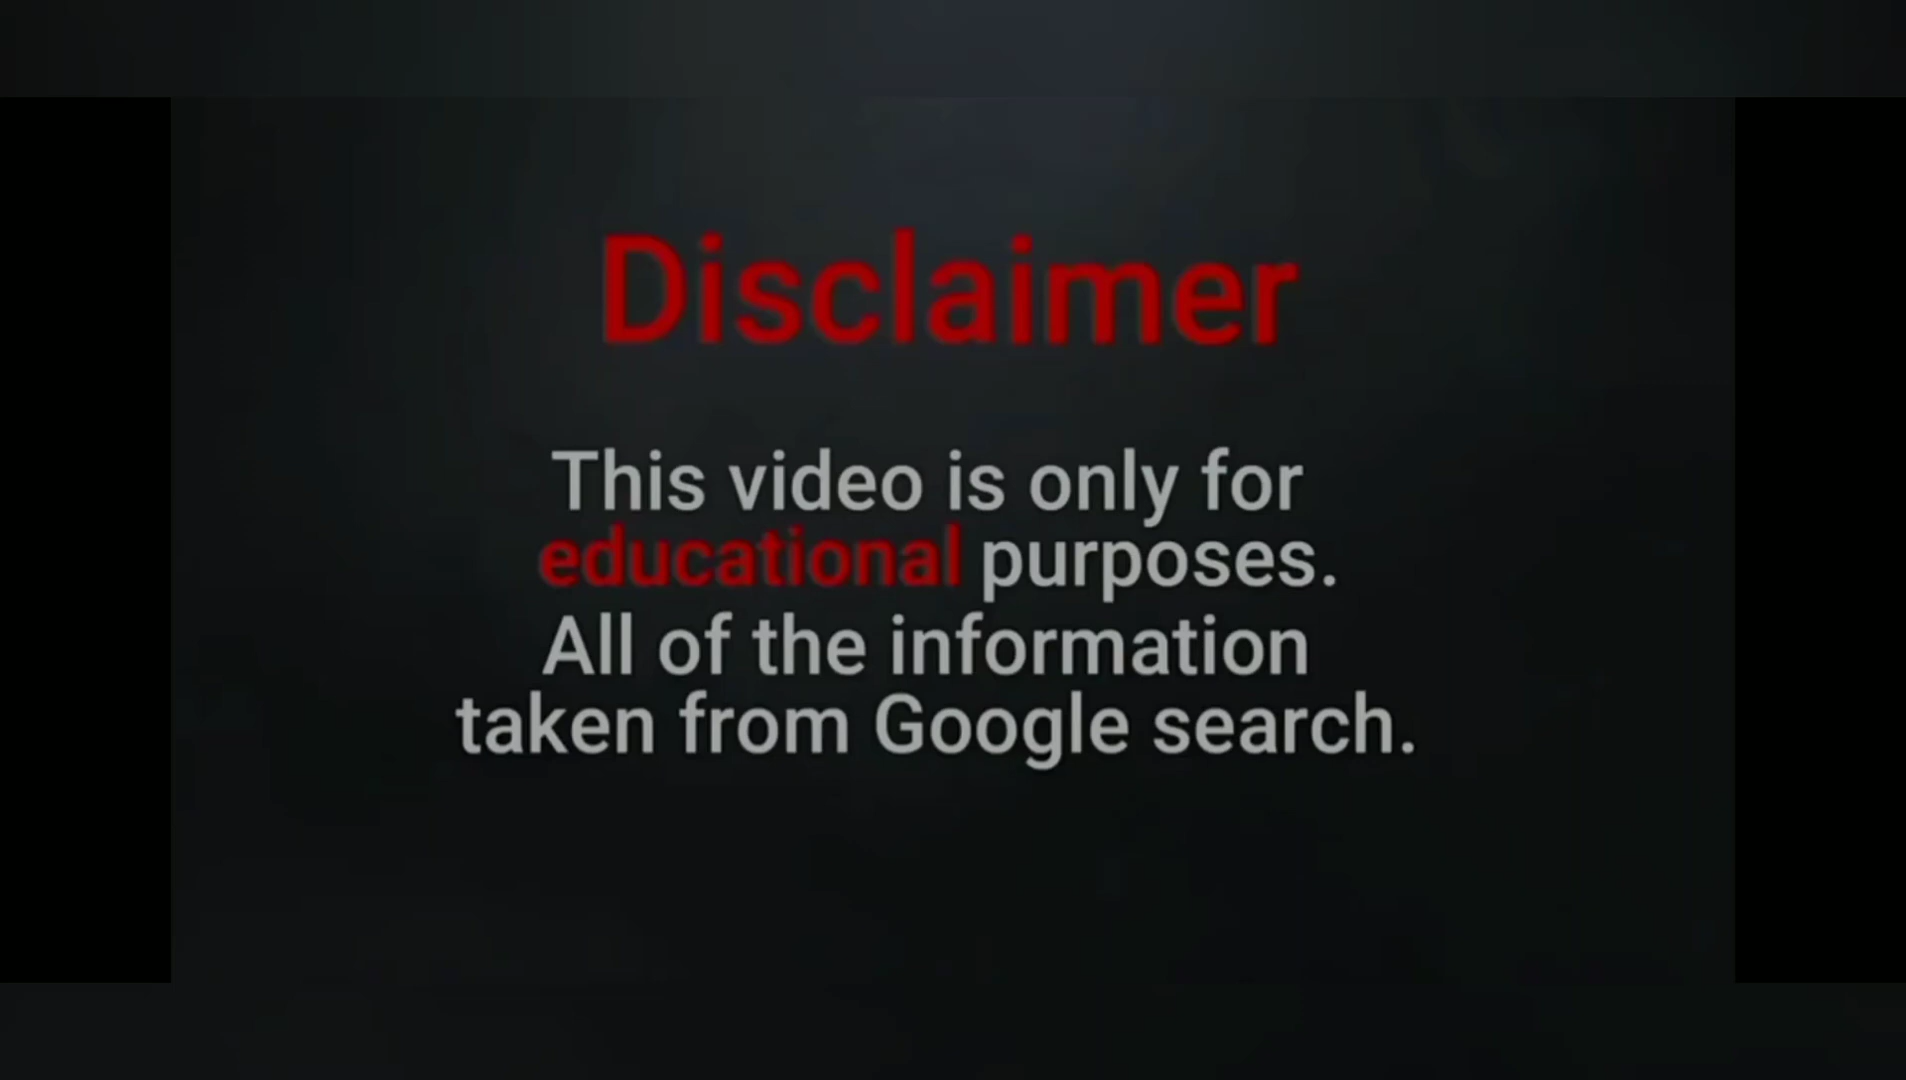 Disclaimer
This video is only for
educational purposes.
All of the information
taken from Google search.